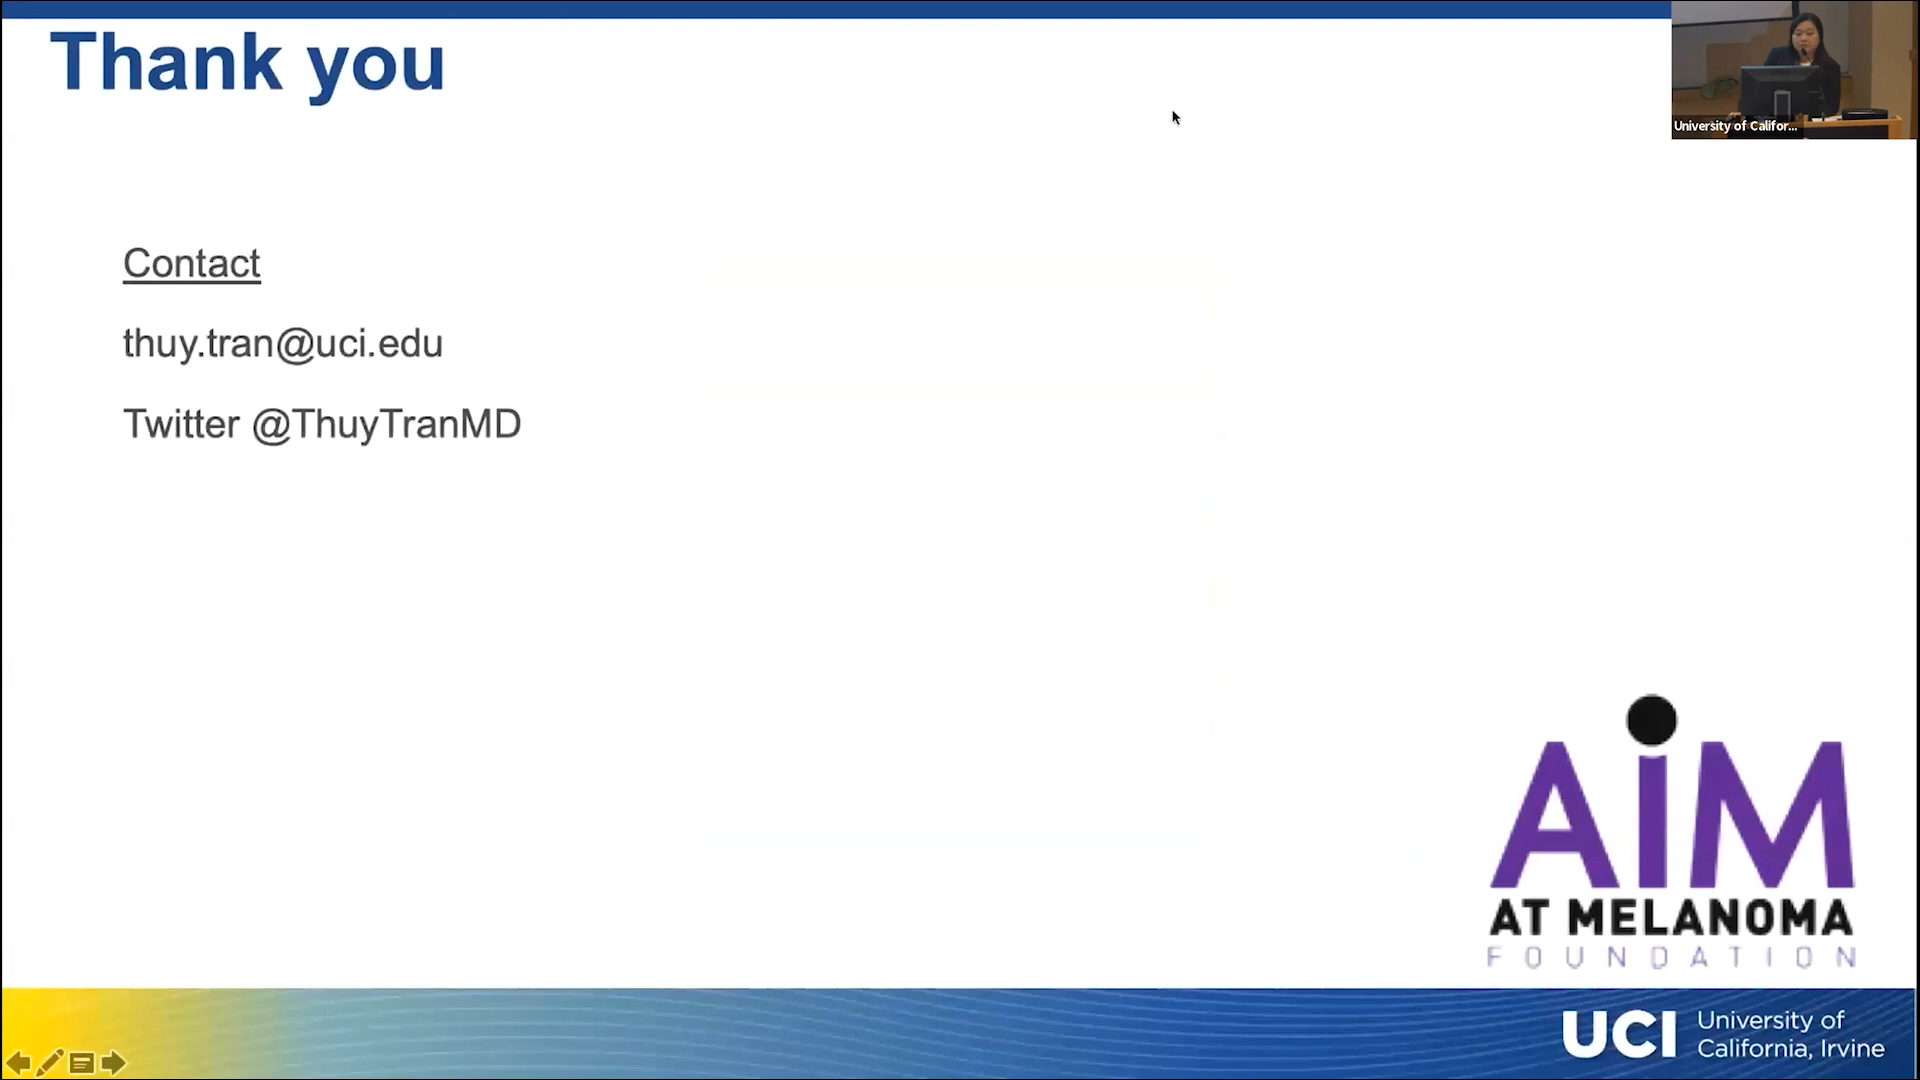 Thank you
University of Califor...
Contact
thuy.tran@uci.edu
Twitter @ThuyTranMD
AiM
AT MELANOMA
FOUNDATION
UCI
University of
California, Irvine